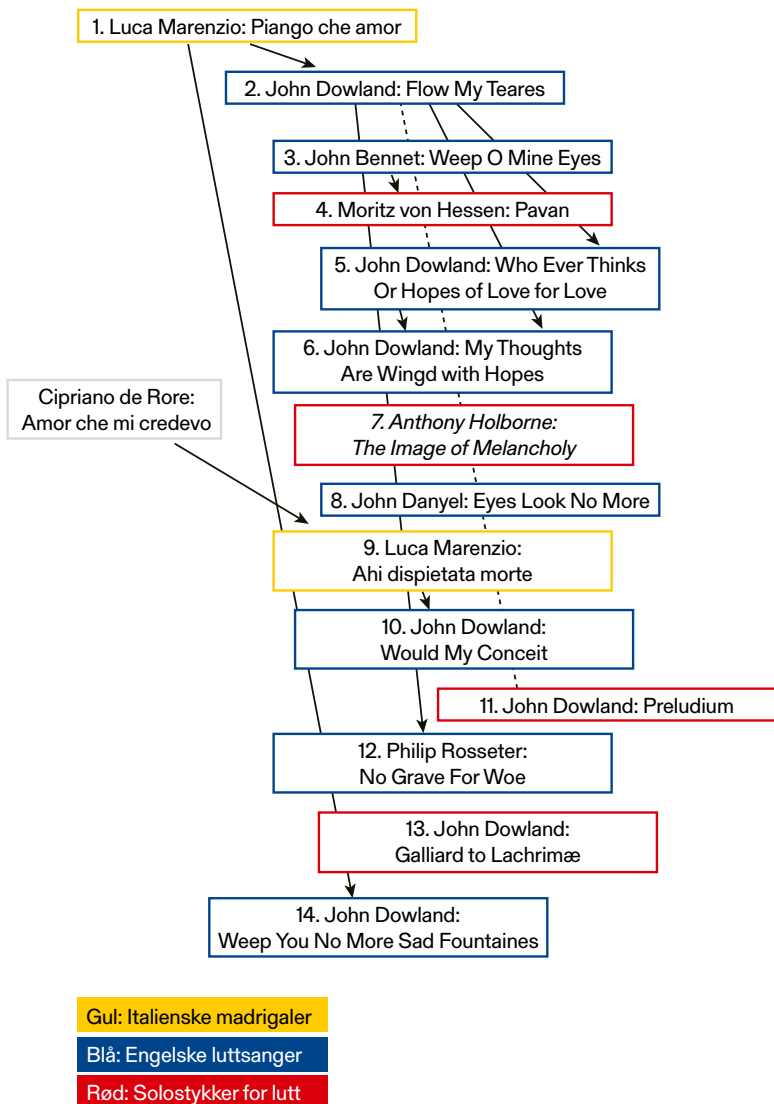 1. Luca Marenzio: Piango che amor
2. John Dowland: Flow My Teares
3. John Bennet: Weep O Mine Eyes
4. Moritz von Hessen: Pavan
5. John Dowland: Who Ever Thinks
Or Hopes of Love for Love
6. John Dowland: My Thoughts
Are Wingd with Hopes
Cipriano de Rore:
Amor che mi credevo
7. Anthony Holborne:
The Image of Melancholy
8. John Danyel: Eyes Look No More
9. Luca Marenzio:
Ahi dispietata morte
10. John Dowland:
Would My Conceit
11. John Dowland: Preludium
12. Philip Rosseter:
No Grave For Woe
13. John Dowland:
Galliard to Lachrimæ
14. John Dowland:
Weep You No More Sad Fountaines
Gul: Italienske madrigaler
Blå: Engelske luttsanger
Rød: Solostykker for lutt